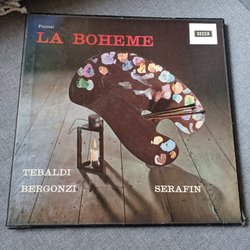 Puccini
LA BOHEME
DECCA
TEBALDI
BERGONZI
SERAFIN